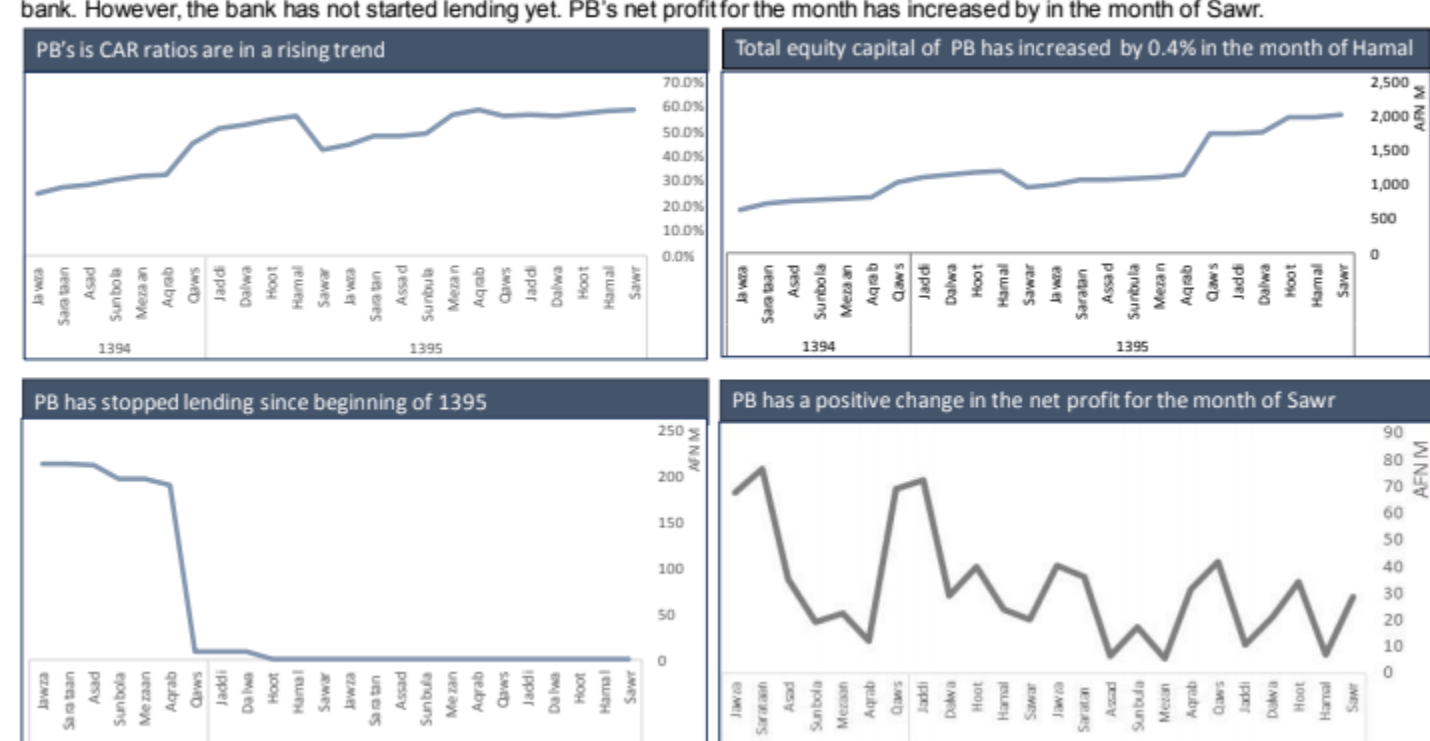 bank. However, the bank has not started lending yet. PB's net profit for the month has increased by in the month of Sawr.
PB's is CAR ratios are in a rising trend
70.0%
60.0%
50.0%
40.0%
30.0%
20.0%
10.0%
0.0%
Jawza
Sarataan
Asad
Sunbola
Mezaan
Aqrab
Qaws
Jaddi
Dalwa
Hoot
Hamal
Sawar
Jawza
Saratan
Assad
Sunbula
Mezan
Aqrab
Qaws
Jaddi
Dalwa
Hoot
Hamal
Sawr
1394
1395
Total equity capital of PB has increased by 0.4% in the month of Hamal
2,500
2,000
1,500
1,000
500
0
AFN M
Jawza
Sarataan
Asad
Sunbola
Mezaan
Aqrab
Qaws
Jaddi
Dalwa
Hoot
Hamal
Sawar
Jawza
Saratan
Assad
Sunbula
Mezan
Aqrab
Qaws
Jaddi
Dalwa
Hoot
Hamal
Sawr
1394
1395
PB has stopped lending since beginning of 1395
250
200
150
100
50
0
AFN M
Jawza
Sarataan
Asad
Sunbola
Mezaan
Aqrab
Qaws
Jaddi
Dalwa
Hoot
Hamal
Sawar
Jawza
Saratan
Assad
Sunbula
Mezan
Aqrab
Qaws
Jaddi
Dalwa
Hoot
Hamal
Sawr
PB has a positive change in the net profit for the month of Sawr
90
80
70
60
50
40
30
20
10
0
AFN M
Jawza
Sarataan
Asad
Sunbola
Mezaan
Aqrab
Qaws
Jaddi
Dalwa
Hoot
Hamal
Sawar
Jawza
Saratan
Assad
Sunbula
Mezan
Aqrab
Qaws
Jaddi
Dalwa
Hoot
Hamal
Sawr